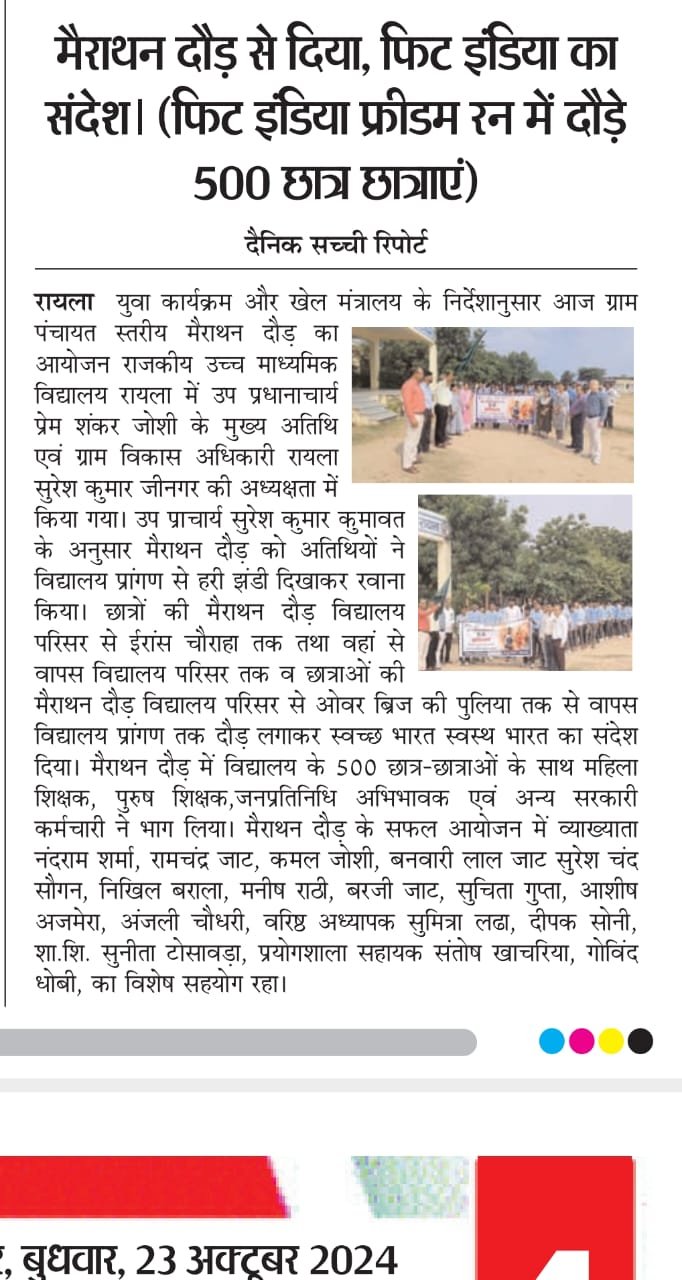 मैराथन दौड़ से दिया, फिट इंडिया का
संदेश। (फिट इंडिया फ्रीडम रन में दौड़े
500 छात्र छात्राएं)
दैनिक सच्ची रिपोर्ट
रायला युवा कार्यक्रम और खेल मंत्रालय के निर्देशानुसार आज ग्राम
पंचायत स्तरीय मैराथन दौड़ का
आयोजन राजकीय उच्च माध्यमिक
विद्यालय रायला में उप प्रधानाचार्य
प्रेम शंकर जोशी के मुख्य अतिथि
एवं ग्राम विकास अधिकारी रायला
सुरेश कुमार जीनगर की अध्यक्षता में
किया गया। उप प्राचार्य सुरेश कुमार कुमावत
के अनुसार मैराथन दौड़ को अतिथियों ने
विद्यालय प्रांगण से हरी झंडी दिखाकर रवाना
किया। छात्रों की मैराथन दौड़ विद्यालय
परिसर से ईरांस चौराहा तक तथा वहां से
वापस विद्यालय परिसर तक व छात्राओं की
मैराथन दौड़ विद्यालय परिसर से ओवर ब्रिज की पुलिया तक से वापस
विद्यालय प्रांगण तक दौड़ लगाकर स्वच्छ भारत स्वस्थ भारत का संदेश
दिया। मैराथन दौड़ में विद्यालय के 500 छात्र-छात्राओं के साथ महिला
शिक्षक, पुरुष शिक्षक,जनप्रतिनिधि अभिभावक एवं अन्य सरकारी
कर्मचारी ने भाग लिया। मैराथन दौड़ के सफल आयोजन में व्याख्याता
नंदराम शर्मा, रामचंद्र जाट, कमल जोशी, बनवारी लाल जाट सुरेश चंद
सौगन, निखिल बराला, मनीष राठी, बरजी जाट, सुचिता गुप्ता, आशीष
अजमेरा, अंजली चौधरी, वरिष्ठ अध्यापक सुमित्रा लढा, दीपक सोनी,
शा.शि. सुनीता टोसावड़ा, प्रयोगशाला सहायक संतोष खाचरिया, गोविंद
धोबी, का विशेष सहयोग रहा।
बुधवार, 23 अक्टूबर 2024